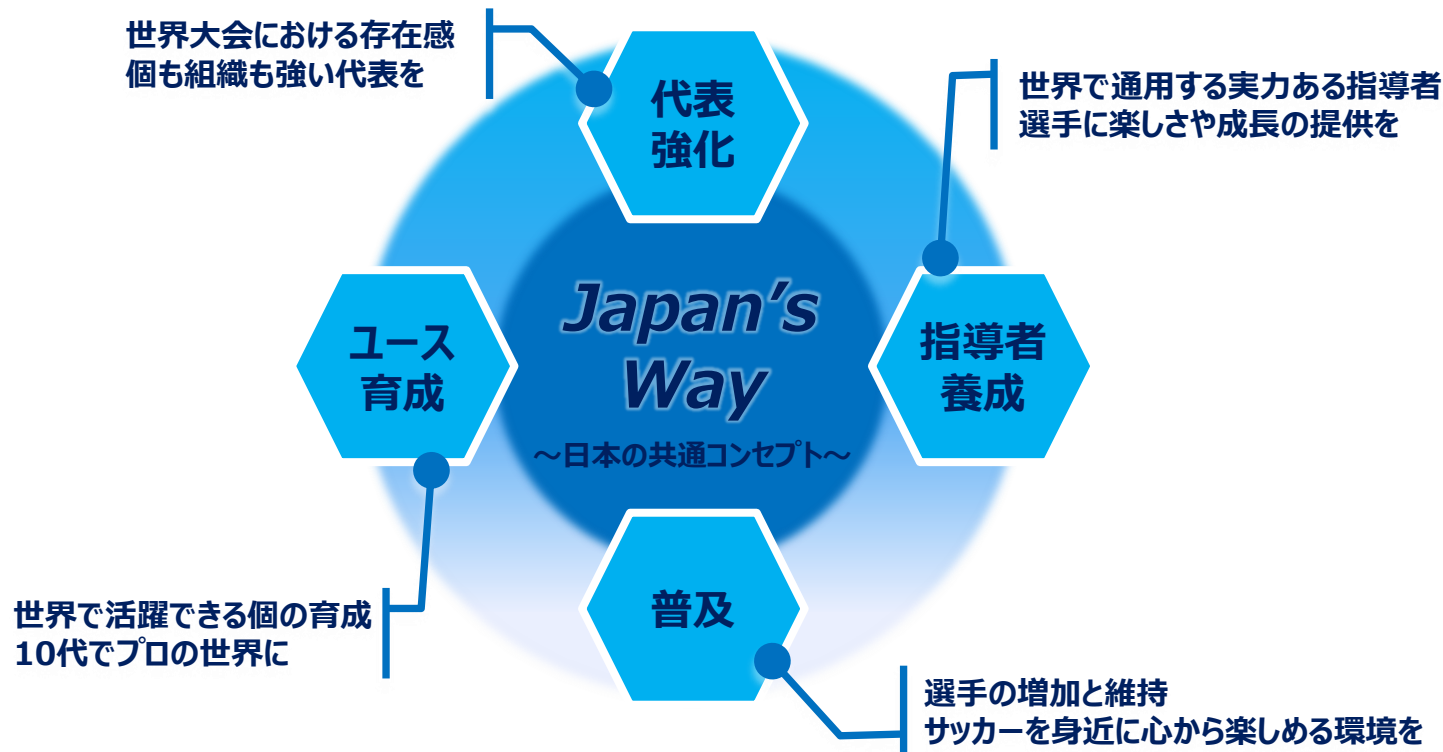 世界大会における存在感
個も組織も強い代表を
代表
強化
世界で通用する実力ある指導者
選手に楽しさや成長の提供を
Japan’s
Way
～日本の共通コンセプト～
ユース
育成
指導者
養成
世界で活躍できる個の育成
10代でプロの世界に
普及
選手の増加と維持
サッカーを身近に心から楽しめる環境を